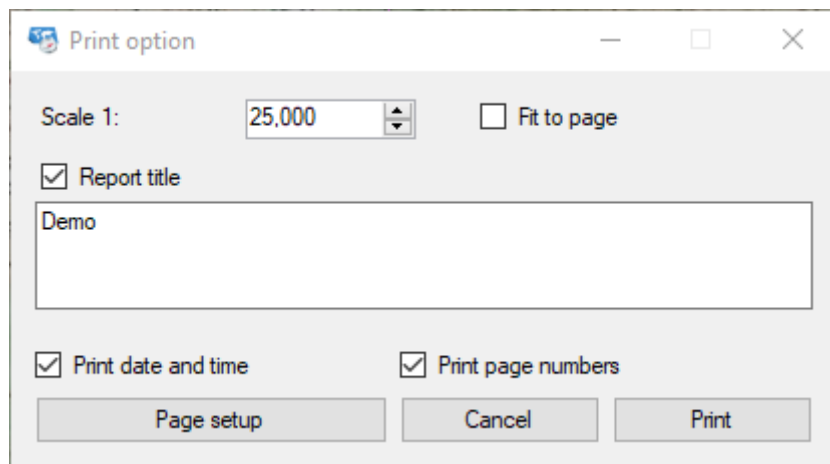 Print option
Scale 1: 25,000 Fit to page
Report title
Demo
Print date and time Print page numbers
Page setup Cancel Print